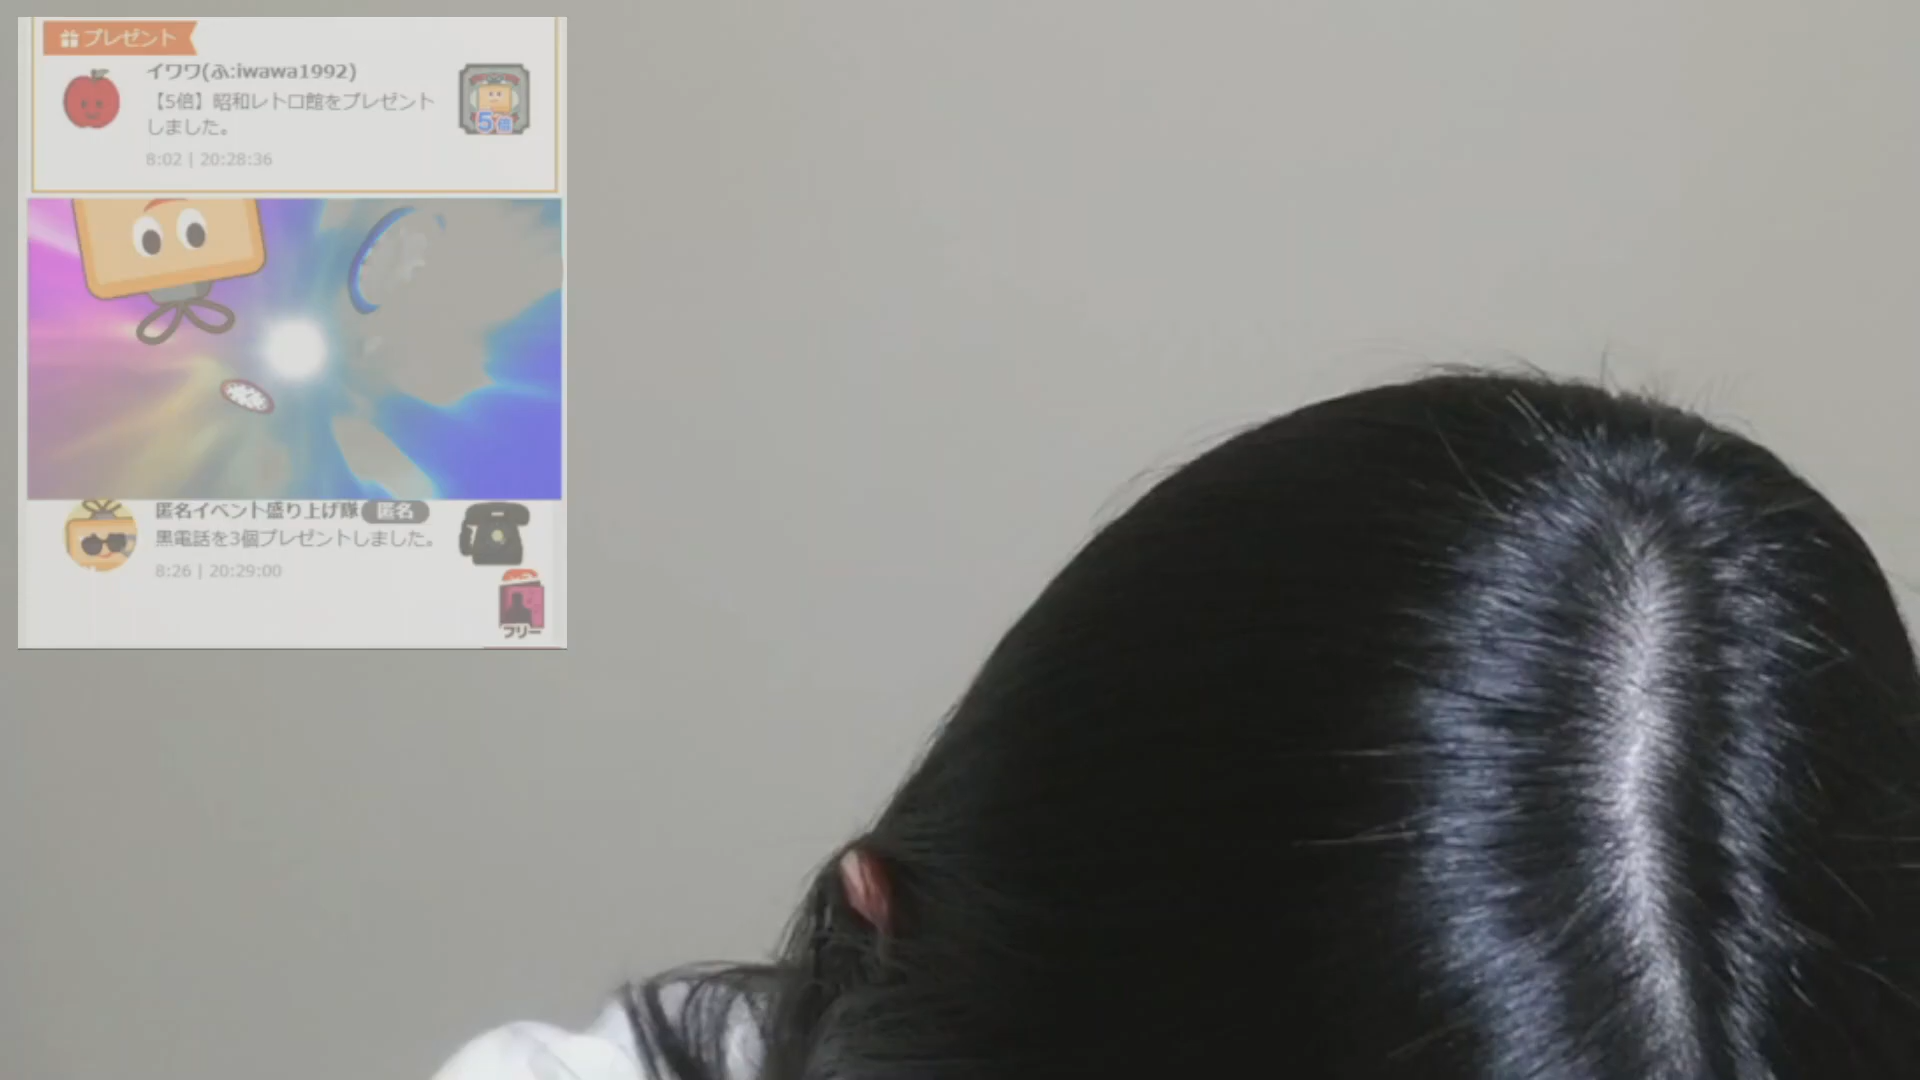 プレゼント
イワワ(ふ:iwawa1992)
【5倍】昭和レトロ館をプレゼント
しました。
5倍
8:02 | 20:28:36
匿名イベント盛り上げ隊 匿名
黒電話を3個プレゼントしました。
8:26 | 20:29:00
フリー